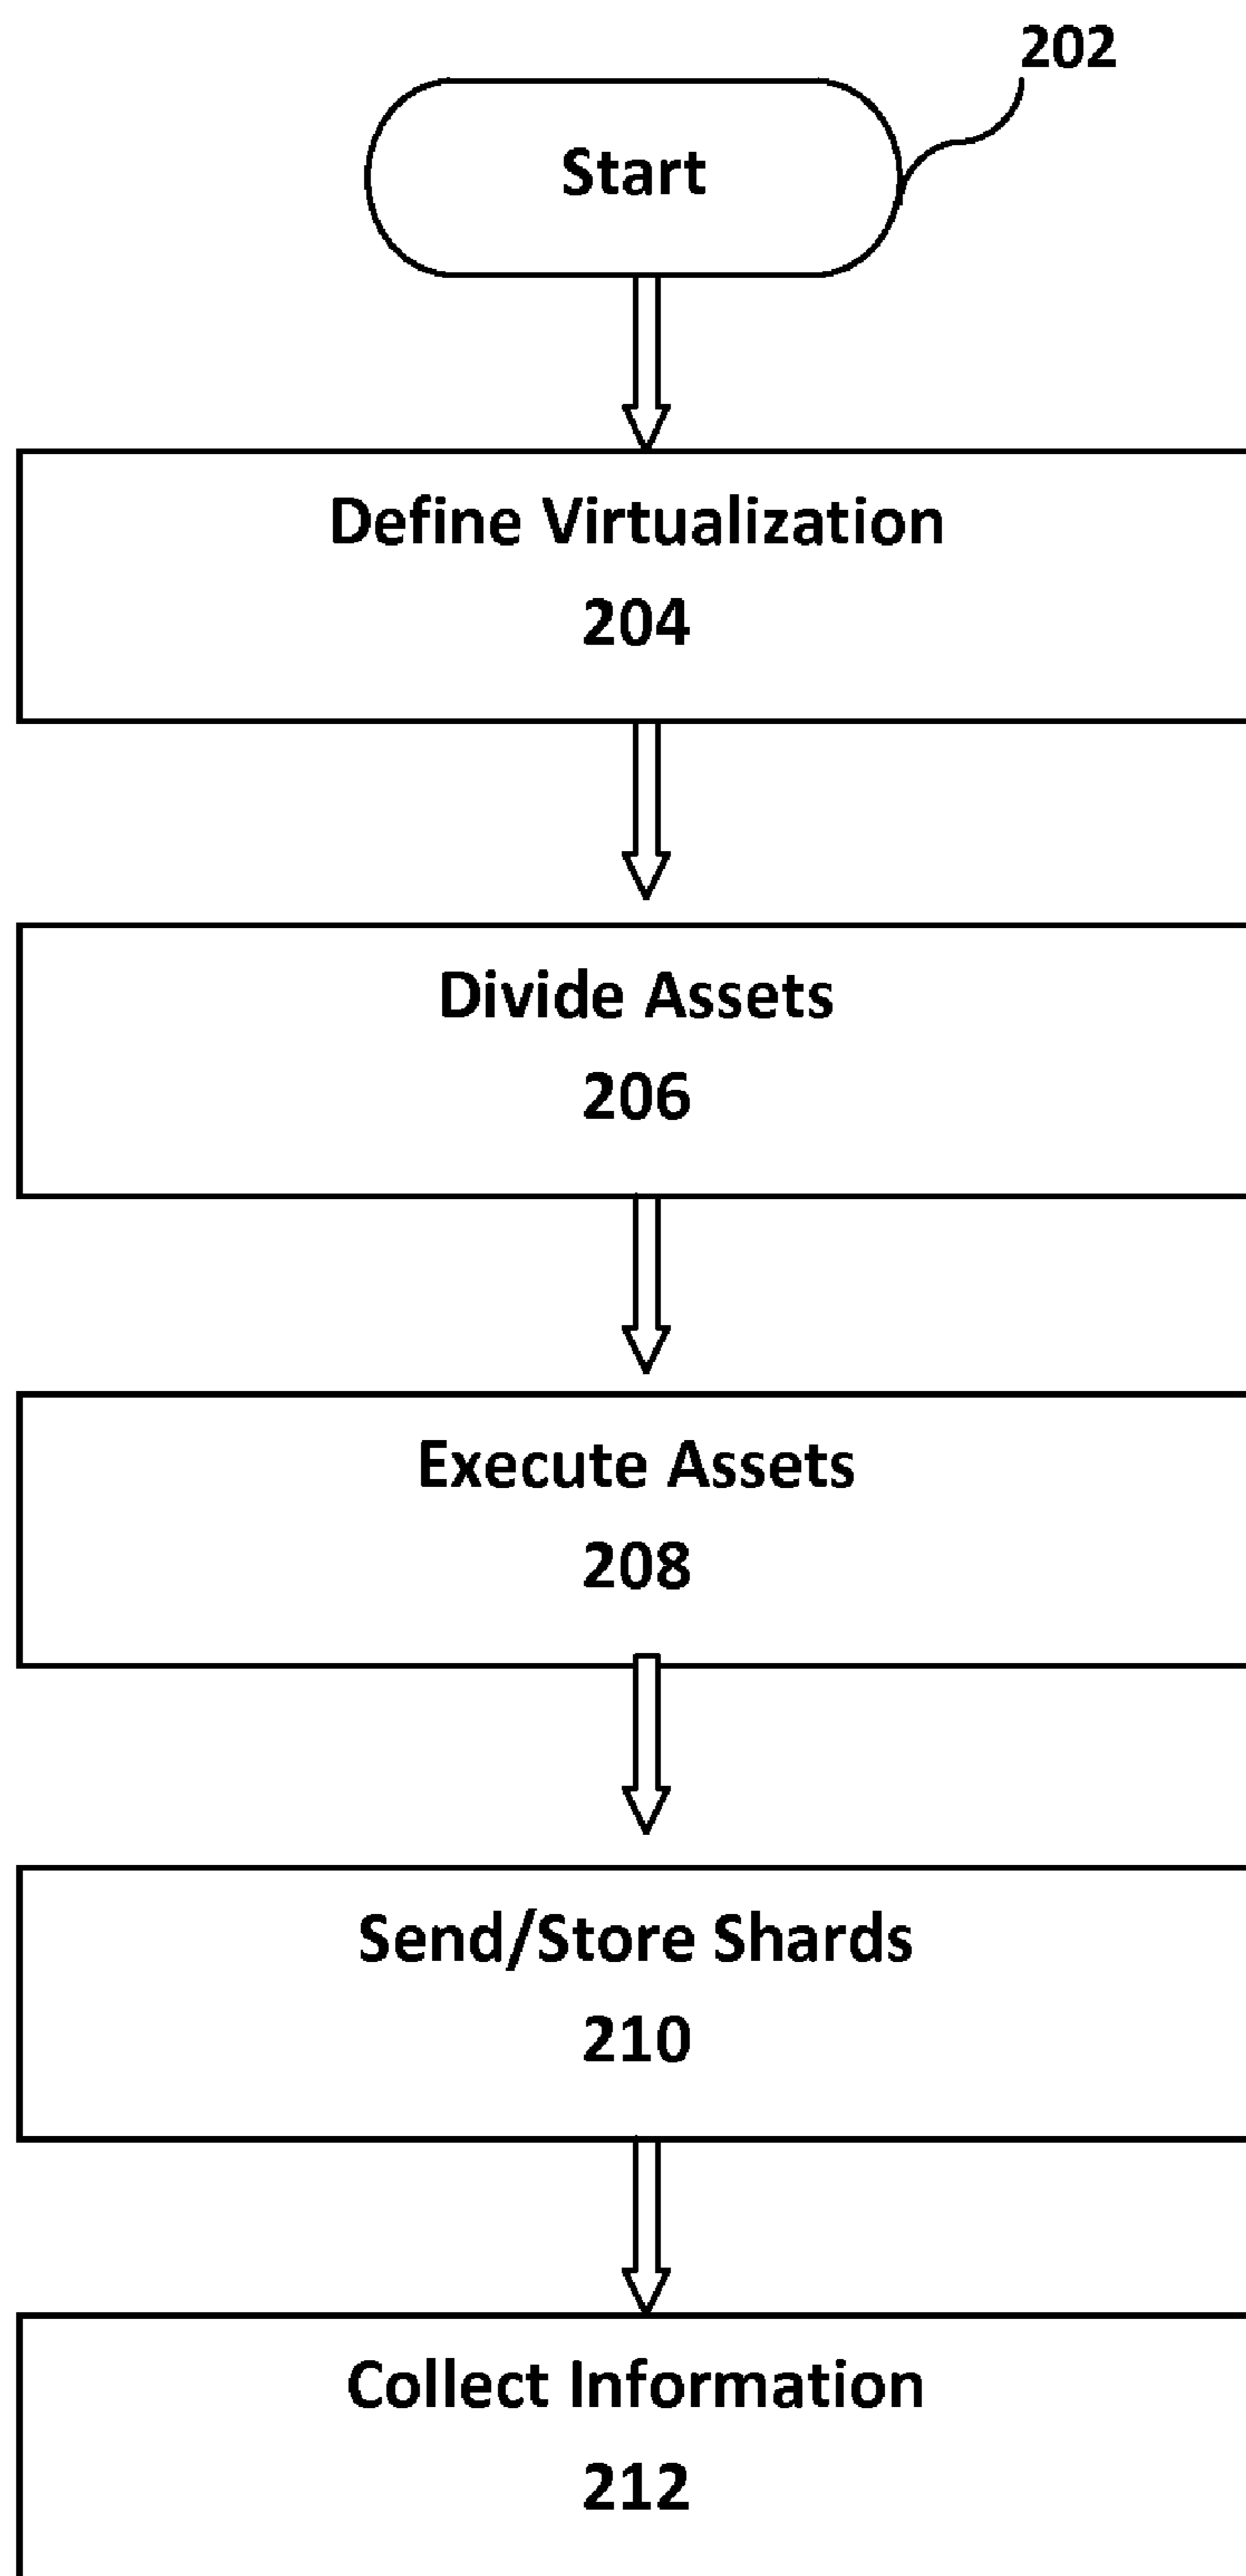 202
Start
Define Virtualization
204
Divide Assets
206
Execute Assets
208
Send/Store Shards
210
Collect Information
212